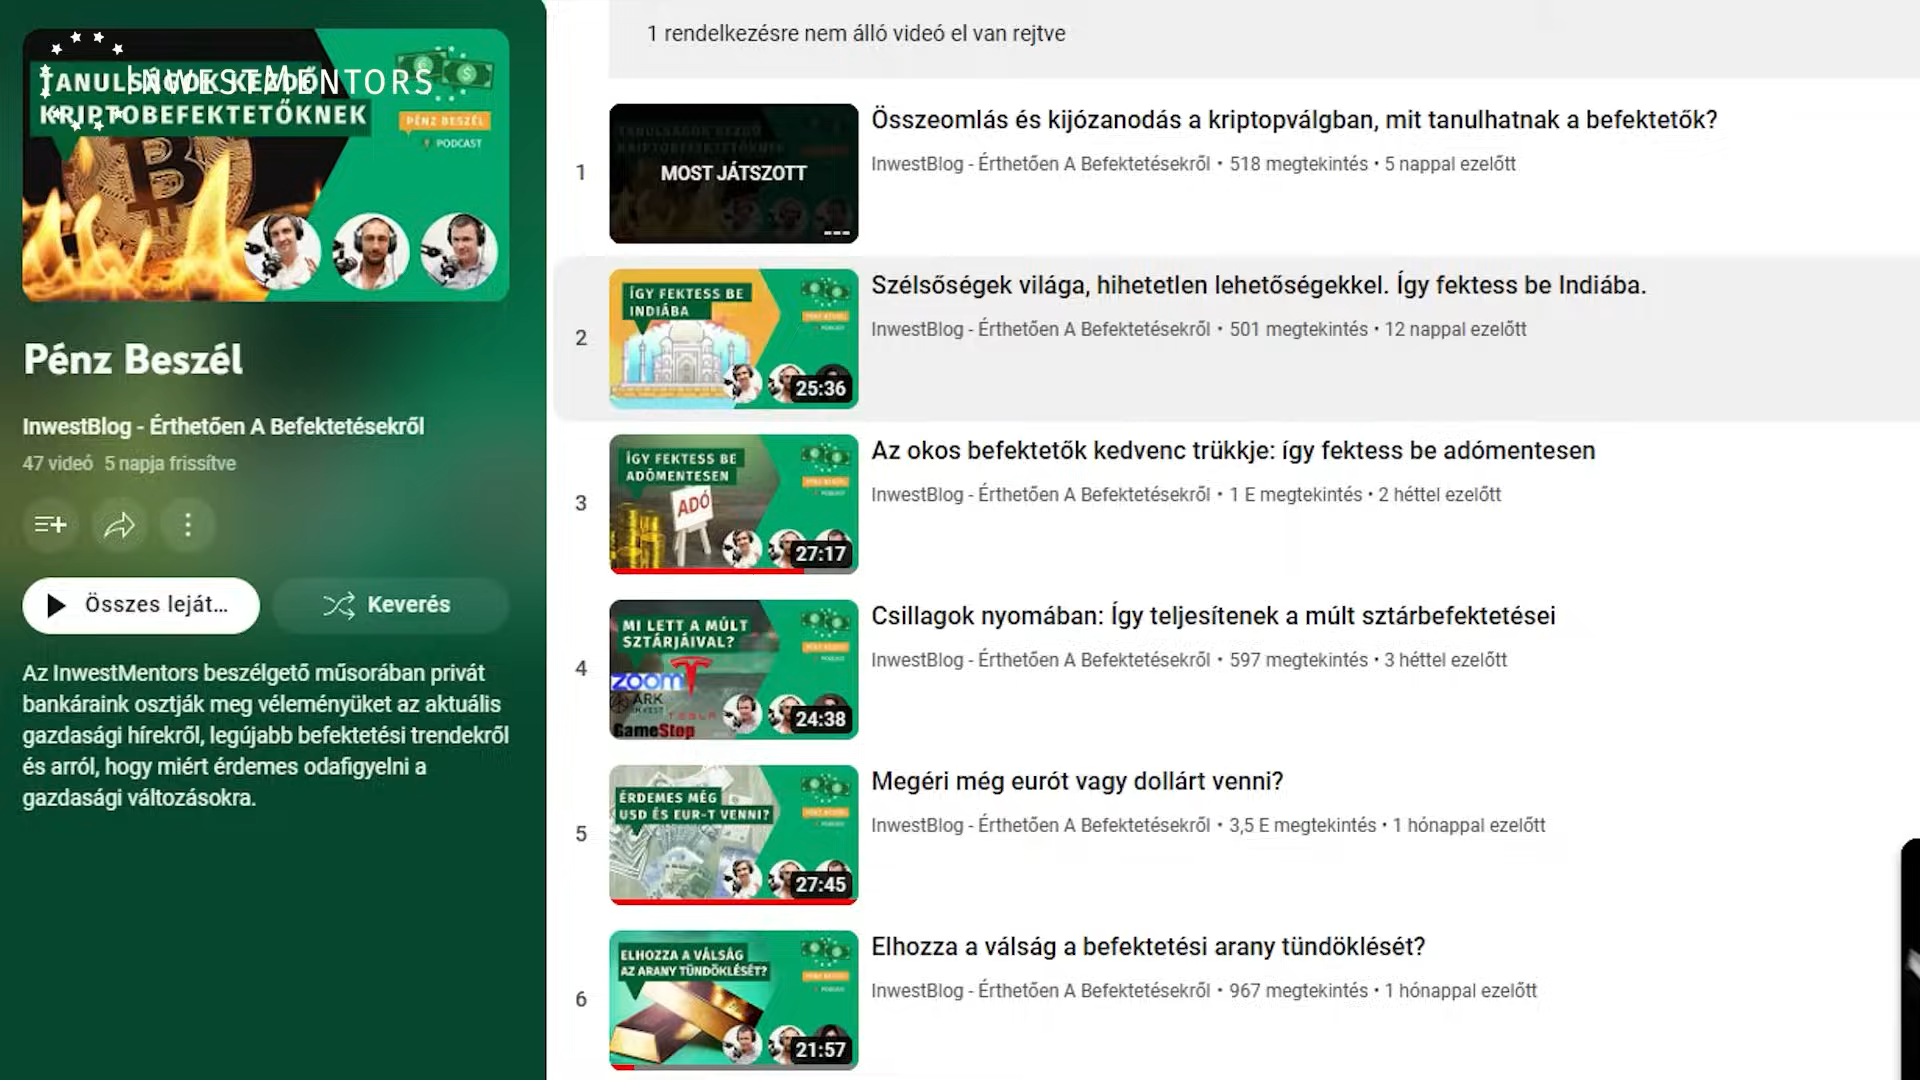 INWESTMENTORS
TANULSÁGOK KEZDŐ
KRIPTOBEFEKTETŐKNEK
PÉNZ BESZÉL
PODCAST
Pénz Beszél
InwestBlog - Érthetően A Befektetésekről
47 videó 5 napja frissítve
Összes leját...
Keverés
Az InwestMentors beszélgető műsorában privát
bankáraink osztják meg véleményüket az aktuális
gazdasági hírekről, legújabb befektetési trendekről
és arról, hogy miért érdemes odafigyelni a
gazdasági változásokra.
1 rendelkezésre nem álló videó el van rejtve
1
MOST JÁTSZOTT
Összeomlás és kijózanodás a kriptopválgban, mit tanulhatnak a befektetők?
InwestBlog - Érthetően A Befektetésekről • 518 megtekintés • 5 nappal ezelőtt
2
ÍGY FEKTESS BE
INDIÁBA
25:36
Szélsőségek világa, hihetetlen lehetőségekkel. Így fektess be Indiába.
InwestBlog - Érthetően A Befektetésekről • 501 megtekintés • 12 nappal ezelőtt
3
ÍGY FEKTESS BE
ADÓMENTESEN
ADÓ
27:17
Az okos befektetők kedvenc trükkje: így fektess be adómentesen
InwestBlog - Érthetően A Befektetésekről • 1 E megtekintés • 2 héttel ezelőtt
4
MI LETT A MÚLT
SZTÁRJÁIVAL?
zoom
ARK
INVEST
TESLA
GameStop
24:38
Csillagok nyomában: Így teljesítenek a múlt sztárbefektetései
InwestBlog - Érthetően A Befektetésekről • 597 megtekintés • 3 héttel ezelőtt
5
ÉRDEMES MÉG
USD ÉS EUR-T VENNI?
27:45
Megéri még eurót vagy dollárt venni?
InwestBlog - Érthetően A Befektetésekről • 3,5 E megtekintés • 1 hónappal ezelőtt
6
ELHOZZA A VÁLSÁG
AZ ARANY TÜNDÖKLÉSÉT?
21:57
Elhozza a válság a befektetési arany tündöklését?
InwestBlog - Érthetően A Befektetésekről • 967 megtekintés • 1 hónappal ezelőtt